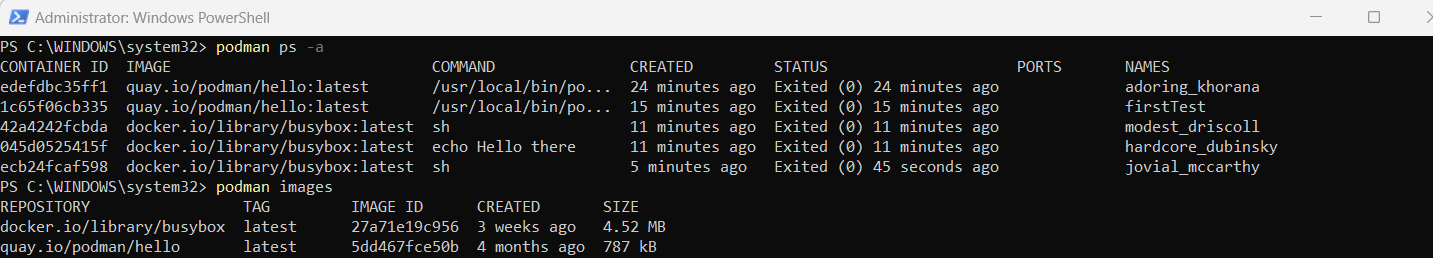 Administrator: Windows PowerShell
PS C:\WINDOWS\system32> podman ps -a
CONTAINER ID  IMAGE                             COMMAND               CREATED         STATUS                     PORTS       NAMES
edefdbc35ff1  quay.io/podman/hello:latest       /usr/local/bin/po...  24 minutes ago  Exited (0) 24 minutes ago              adoring_khorana
1c65f06cb335  quay.io/podman/hello:latest       /usr/local/bin/po...  15 minutes ago  Exited (0) 15 minutes ago              firstTest
42a4242fcbda  docker.io/library/busybox:latest  sh                    11 minutes ago  Exited (0) 11 minutes ago              modest_driscoll
045d0525415f  docker.io/library/busybox:latest  echo Hello there      11 minutes ago  Exited (0) 11 minutes ago              hardcore_dubinsky
ecb24fcaf598  docker.io/library/busybox:latest  sh                    5 minutes ago   Exited (0) 45 seconds ago              jovial_mccarthy
PS C:\WINDOWS\system32> podman images
REPOSITORY                 TAG         IMAGE ID      CREATED       SIZE
docker.io/library/busybox  latest      27a71e19c956  3 weeks ago   4.52 MB
quay.io/podman/hello       latest      5dd467fce50b  4 months ago  787 kB